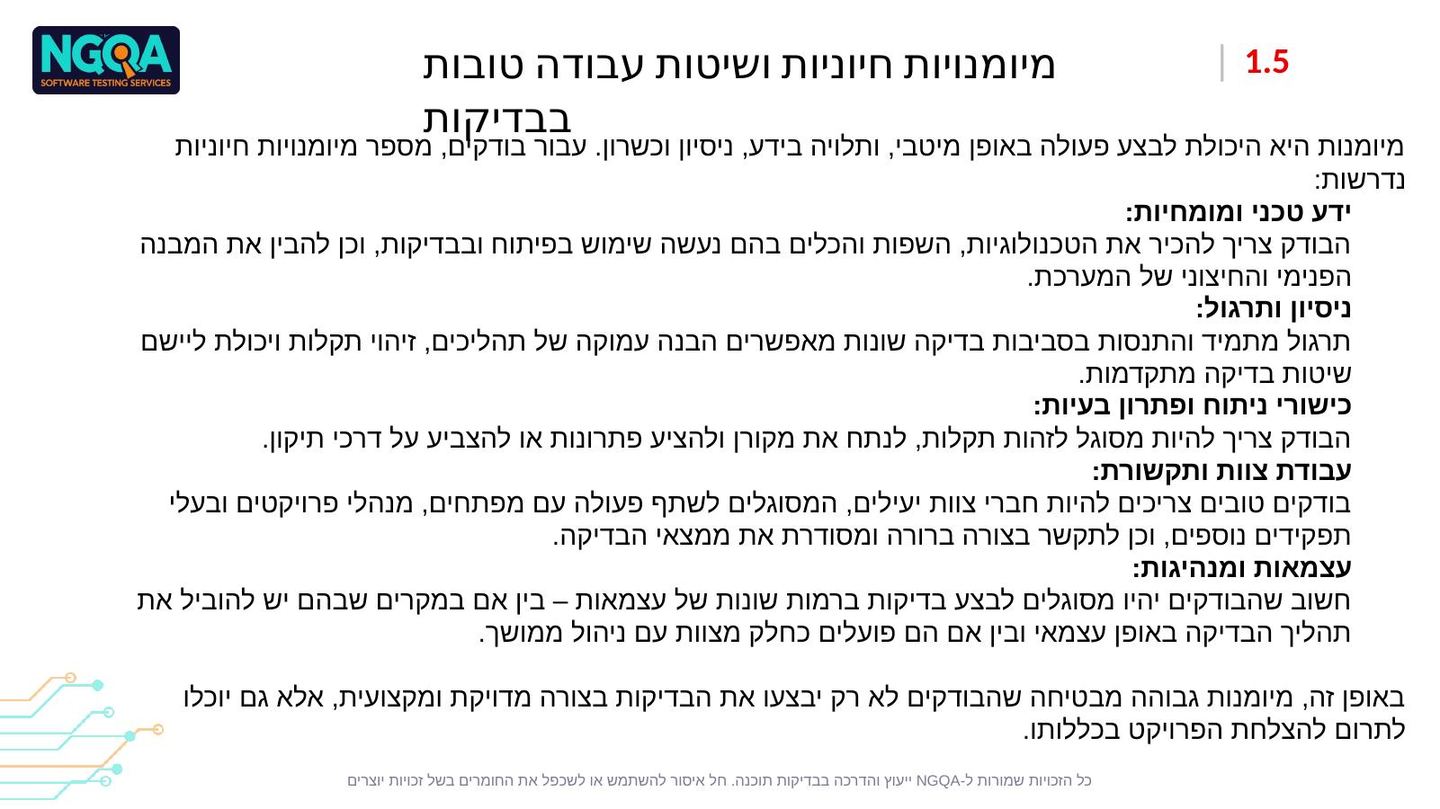 NGQA
SOFTWARE TESTING SERVICES
1.5
מיומנויות חיוניות ושיטות עבודה טובות
בבדיקות
מיומנות היא היכולת לבצע פעולה באופן מיטבי, ותלויה בידע, ניסיון וכשרון. עבור בודקים, מספר מיומנויות חיוניות
נדרשות:
ידע טכני ומומחיות:
הבודק צריך להכיר את הטכנולוגיות, השפות והכלים בהם נעשה שימוש בפיתוח ובבדיקות, וכן להבין את המבנה
הפנימי והחיצוני של המערכת.
ניסיון ותרגול:
תרגול מתמיד והתנסות בסביבות בדיקה שונות מאפשרים הבנה עמוקה של תהליכים, זיהוי תקלות ויכולת ליישם
שיטות בדיקה מתקדמות.
כישורי ניתוח ופתרון בעיות:
הבודק צריך להיות מסוגל לזהות תקלות, לנתח את מקורן ולהציע פתרונות או להצביע על דרכי תיקון.
עבודת צוות ותקשורת:
בודקים טובים צריכים להיות חברי צוות יעילים, המסוגלים לשתף פעולה עם מפתחים, מנהלי פרויקטים ובעלי
תפקידים נוספים, וכן לתקשר בצורה ברורה ומסודרת את ממצאי הבדיקה.
עצמאות ומנהיגות:
חשוב שהבודקים יהיו מסוגלים לבצע בדיקות ברמות שונות של עצמאות – בין אם במקרים שבהם יש להוביל את
תהליך הבדיקה באופן עצמאי ובין אם הם פועלים כחלק מצוות עם ניהול ממושך.
באופן זה, מיומנות גבוהה מבטיחה שהבודקים לא רק יבצעו את הבדיקות בצורה מדויקת ומקצועית, אלא גם יוכלו
לתרום להצלחת הפרויקט בכללותו.
כל הזכויות שמורות ל-NGQA ייעוץ והדרכה בבדיקות תוכנה. חל איסור להשתמש או לשכפל את החומרים בשל זכויות יוצרים